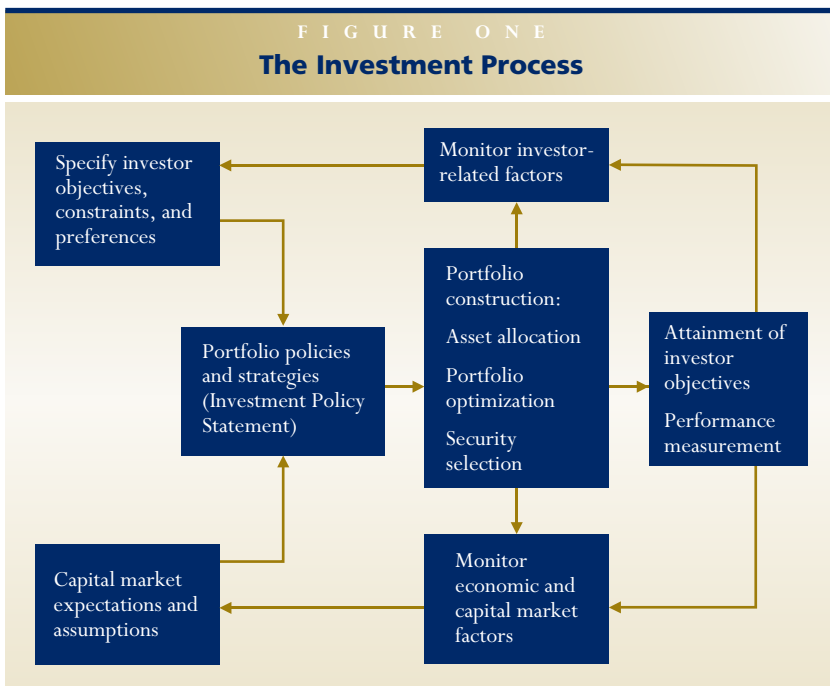 FIGURE ONE
The Investment Process
Specify investor
objectives,
constraints, and
preferences
Monitor investor-
related factors
Portfolio
construction:
Asset allocation
Portfolio
optimization
Security
selection
Portfolio policies
and strategies
(Investment Policy
Statement)
Attainment of
investor
objectives
Performance
measurement
Capital market
expectations and
assumptions
Monitor
economic and
capital market
factors